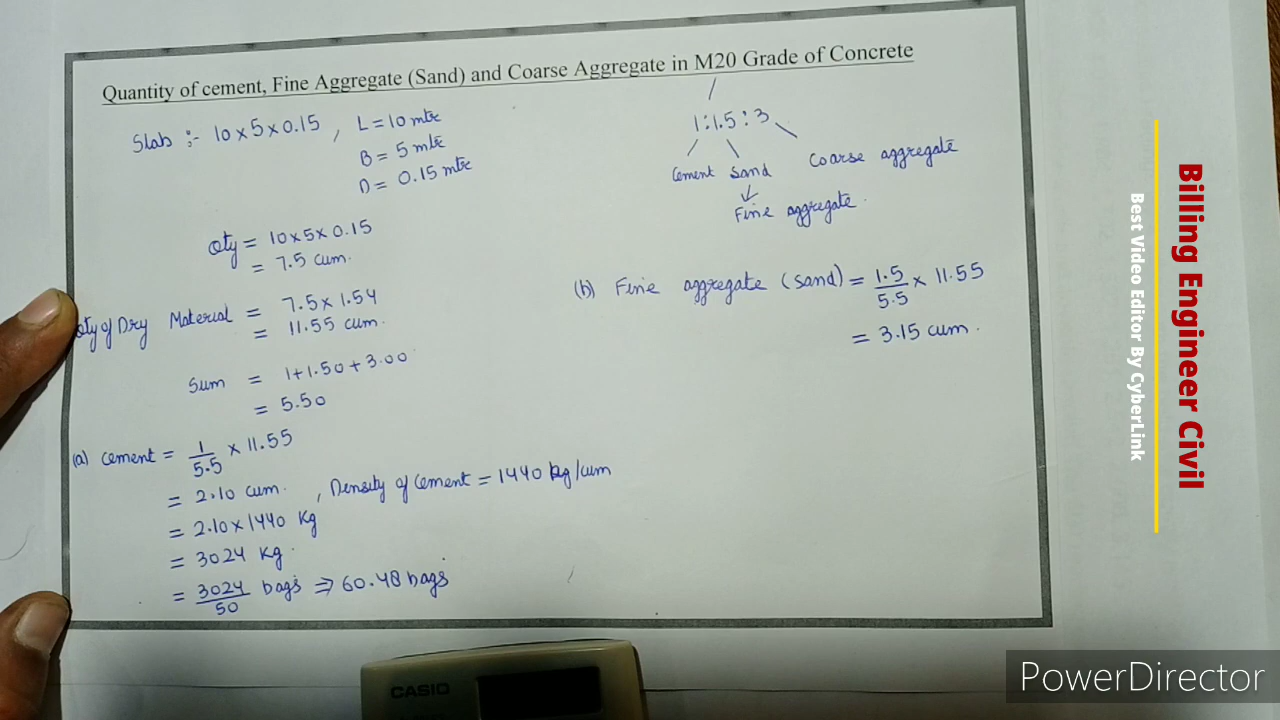 Quantity of cement, Fine Aggregate (Sand) and Coarse Aggregate in M20 Grade of Concrete
Slab :- 10 x 5 x 0.15 , L = 10 mtr
B = 5 mtr
D = 0.15 mtr
1:1.5:3
Cement Sand Coarse aggregate
Fine aggregate
Qty = 10x5x 0.15
= 7.5 cum.
Qty of Dry Material = 7.5 x 1.54
= 11.55 cum.
Sum = 1+1.50+3.00
= 5.50
(a) Cement = 1/5.5 x 11.55
= 2.10 cum. , Density of Cement = 1440 kg/cum
= 2.10 x 1440 kg
= 3024 kg.
= 3024/50 bags ⇒ 60.48 bags
(b) Fine aggregate (sand) = 1.5/5.5 x 11.55
= 3.15 cum.
Billing Engineer Civil
Best Video Editor By CyberLink
CASIO
PowerDirector